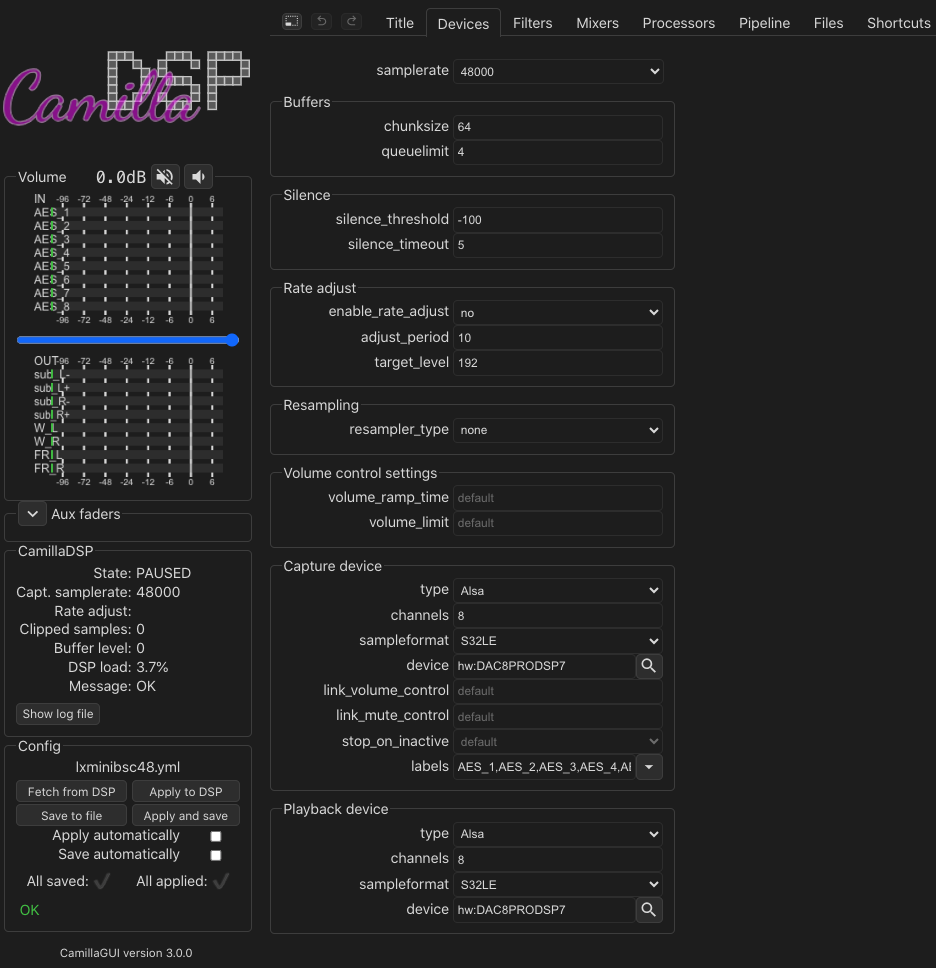 Title Devices Filters Mixers Processors Pipeline Files Shortcuts
Camilla DSP
Volume 0.0dB
IN -96 -72 -48 -24 -12 -6 0 6
AES_1
AES_2
AES_3
AES_4
AES_5
AES_6
AES_7
AES_8
-96 -72 -48 -24 -12 -6 0 6
OUT -96 -72 -48 -24 -12 -6 0 6
sub_L-
sub_L+
sub_R-
sub_R+
W_L
W_R
FR_L
FR_R
-96 -72 -48 -24 -12 -6 0 6
Aux faders
CamillaDSP
State: PAUSED
Capt. samplerate: 48000
Rate adjust:
Clipped samples: 0
Buffer level: 0
DSP load: 3.7%
Message: OK
Show log file
Config
lxminibsc48.yml
Fetch from DSP Apply to DSP
Save to file Apply and save
Apply automatically
Save automatically
All saved: All applied:
OK
CamillaGUI version 3.0.0
samplerate 48000
Buffers
chunksize 64
queuelimit 4
Silence
silence_threshold -100
silence_timeout 5
Rate adjust
enable_rate_adjust no
adjust_period 10
target_level 192
Resampling
resampler_type none
Volume control settings
volume_ramp_time default
volume_limit default
Capture device
type Alsa
channels 8
sampleformat S32LE
device hw:DAC8PRODSP7
link_volume_control default
link_mute_control default
stop_on_inactive default
labels AES_1,AES_2,AES_3,AES_4,AE
Playback device
type Alsa
channels 8
sampleformat S32LE
device hw:DAC8PRODSP7